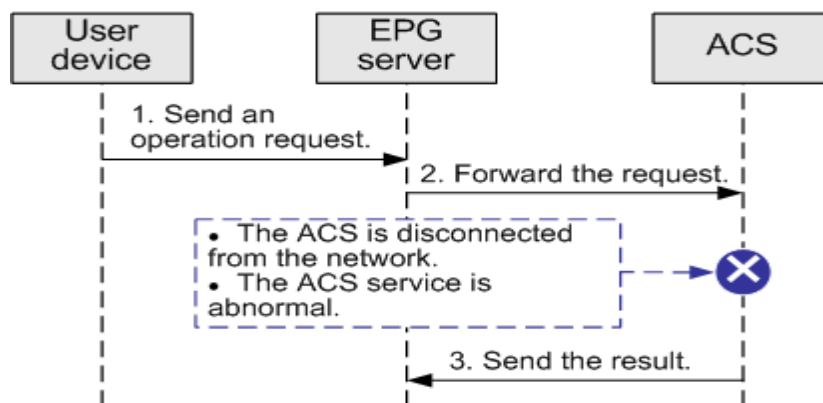 User
device
EPG
server
ACS
1. Send an
operation request.
2. Forward the request.
• The ACS is disconnected
from the network.
• The ACS service is
abnormal.
3. Send the result.